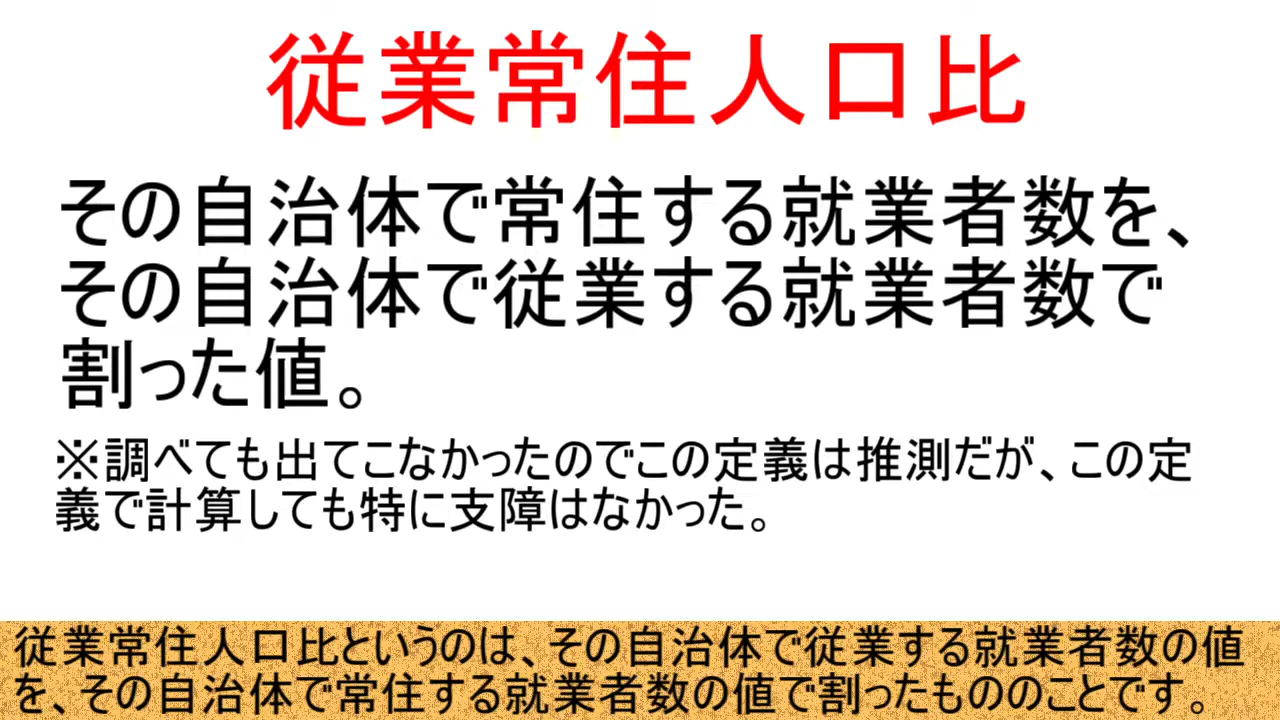 従業常住人口比
その自治体で常住する就業者数を、
その自治体で従業する就業者数で
割った値。
※調べても出てこなかったのでこの定義は推測だが、この定
義で計算しても特に支障はなかった。
従業常住人口比というのは、その自治体で従業する就業者数の値
を、その自治体で常住する就業者数の値で割ったもののことです。